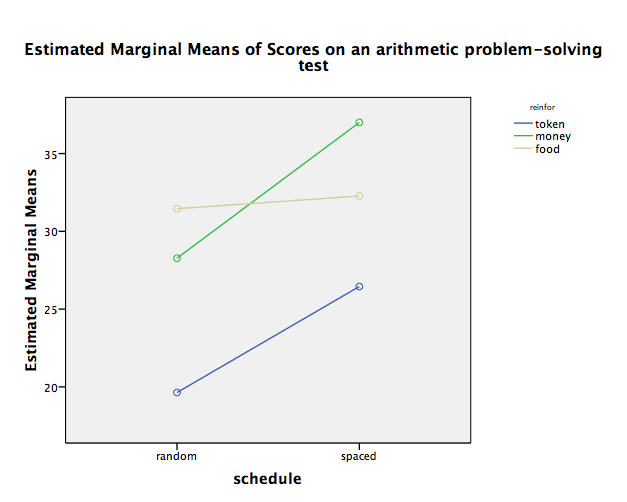 Estimated Marginal Means of Scores on an arithmetic problem-solving
test
reinfor
token
money
food
Estimated Marginal Means
35
30
25
20
random
spaced
schedule